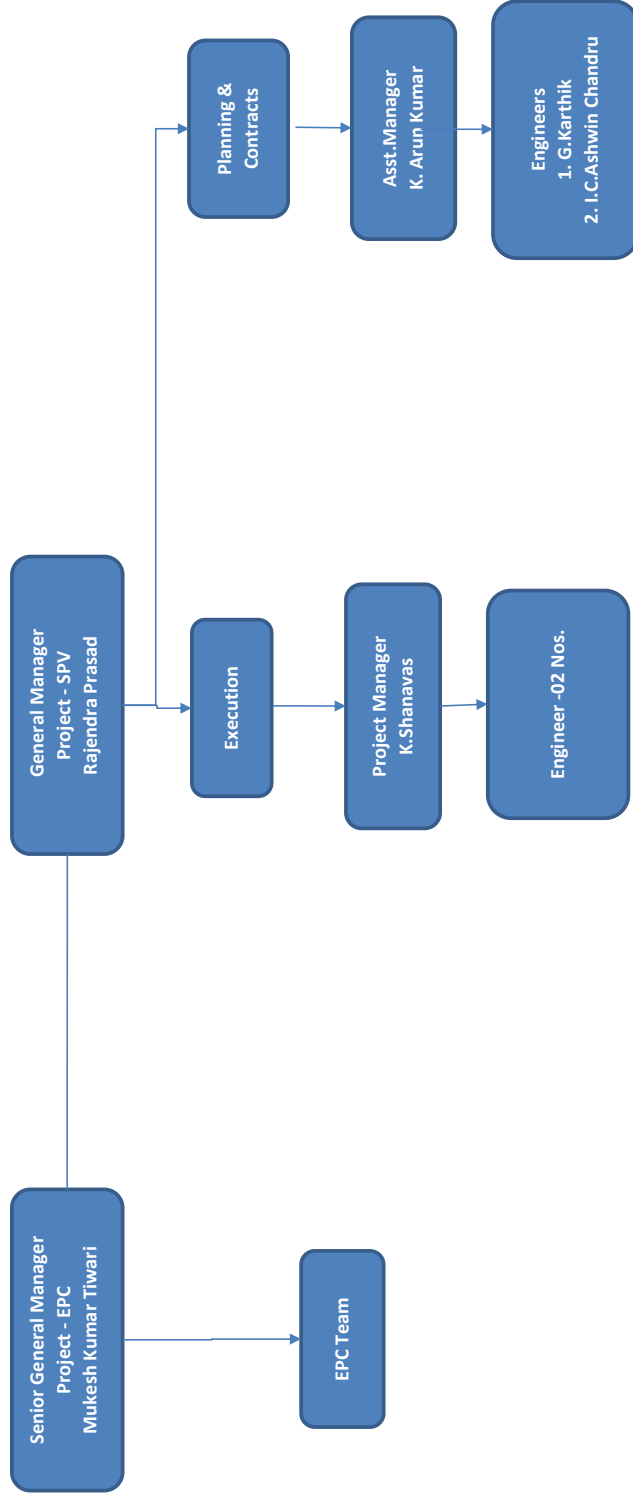 Senior General Manager
Project - EPC
Mukesh Kumar Tiwari
General Manager
Project - SPV
Rajendra Prasad
EPC Team
Execution
Planning &
Contracts
Project Manager
K.Shanavas
Asst.Manager
K. Arun Kumar
Engineer -02 Nos.
Engineers
1. G.Karthik
2. I.C.Ashwin Chandru